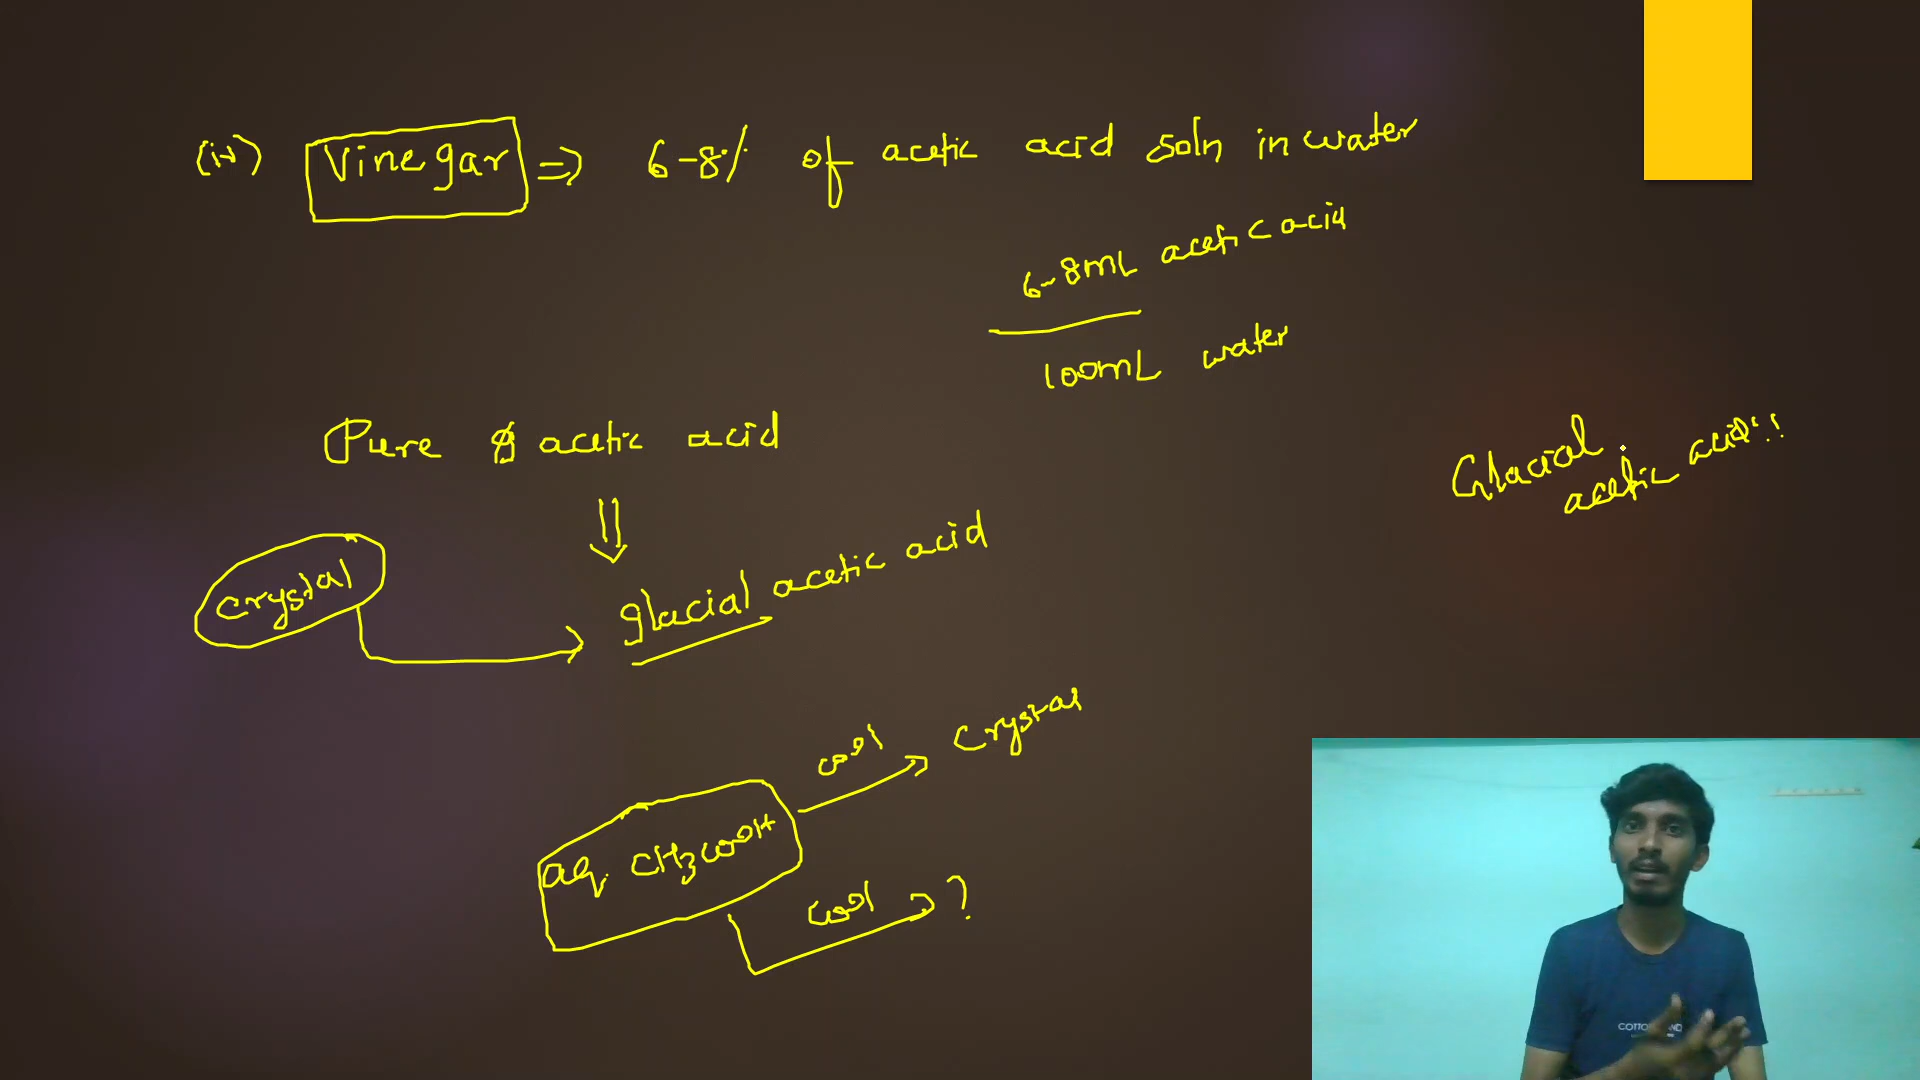 (iv) Vinegar ⇒ 6-8% of acetic acid soln in water
6-8mL acetic acid
100mL water
Pure acetic acid
Glacial acetic acid!!
crystal
glacial acetic acid
cool
crystal
aq. CH3COOH
cool
?
COTTO